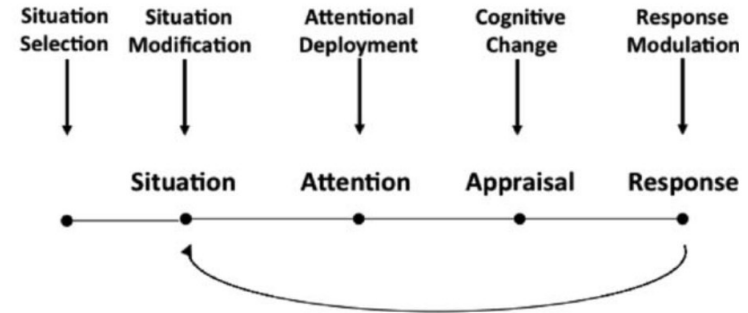 Situation
Selection
Situation
Modification
Attentional
Deployment
Cognitive
Change
Response
Modulation
Situation
Attention
Appraisal
Response